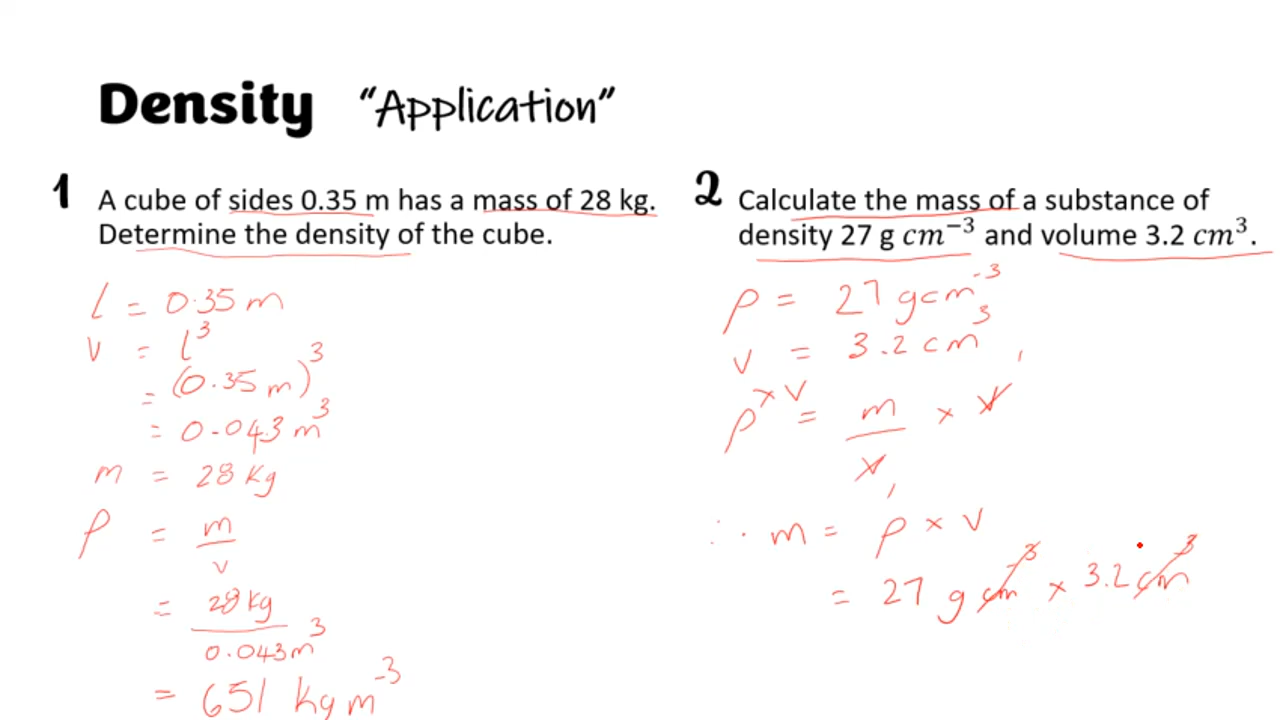 Density "Application"
1 A cube of sides 0.35 m has a mass of 28 kg.
Determine the density of the cube.
l = 0.35 m
v = l³
= (0.35 m)³
= 0.043 m³
m = 28 kg
ρ = m/v
= 28 kg / 0.043 m³
= 651 kg m⁻³
2 Calculate the mass of a substance of
density 27 g cm⁻³ and volume 3.2 cm³.
ρ = 27 g cm⁻³
v = 3.2 cm³
ρ × v = m/v × v
∴ m = ρ × v
= 27 g cm⁻³ × 3.2 cm³